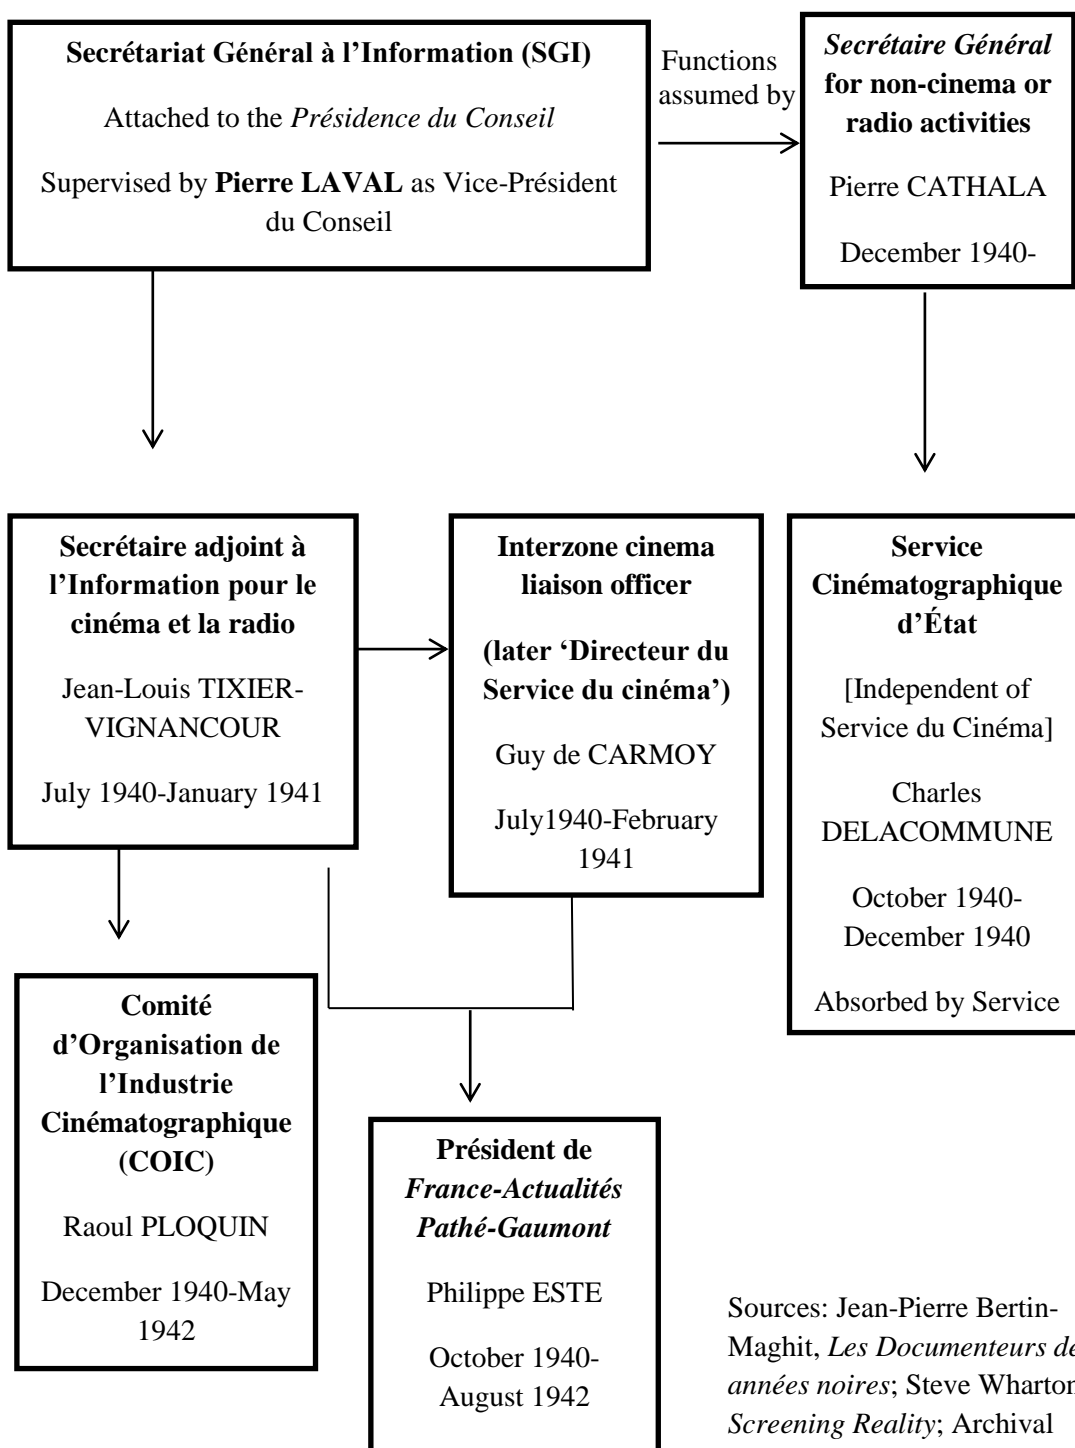 Secrétariat Général à l’Information (SGI)
Attached to the Présidence du Conseil
Supervised by Pierre LAVAL as Vice-Président
du Conseil
Functions
assumed by
Secrétaire Général
for non-cinema or
radio activities
Pierre CATHALA
December 1940-
Secrétaire adjoint à
l’Information pour le
cinéma et la radio
Jean-Louis TIXIER-
VIGNANCOUR
July 1940-January 1941
Interzone cinema
liaison officer
(later ‘Directeur du
Service du cinéma’)
Guy de CARMOY
July1940-February
1941
Service
Cinématographique
d’État
[Independent of
Service du Cinéma]
Charles
DELACOMMUNE
October 1940-
December 1940
Absorbed by Service
Comité
d’Organisation de
l’Industrie
Cinématographique
(COIC)
Raoul PLOQUIN
December 1940-May
1942
Président de
France-Actualités
Pathé-Gaumont
Philippe ESTE
October 1940-
August 1942
Sources: Jean-Pierre Bertin-
Maghit, Les Documenteurs de
années noires; Steve Wharton
Screening Reality; Archival